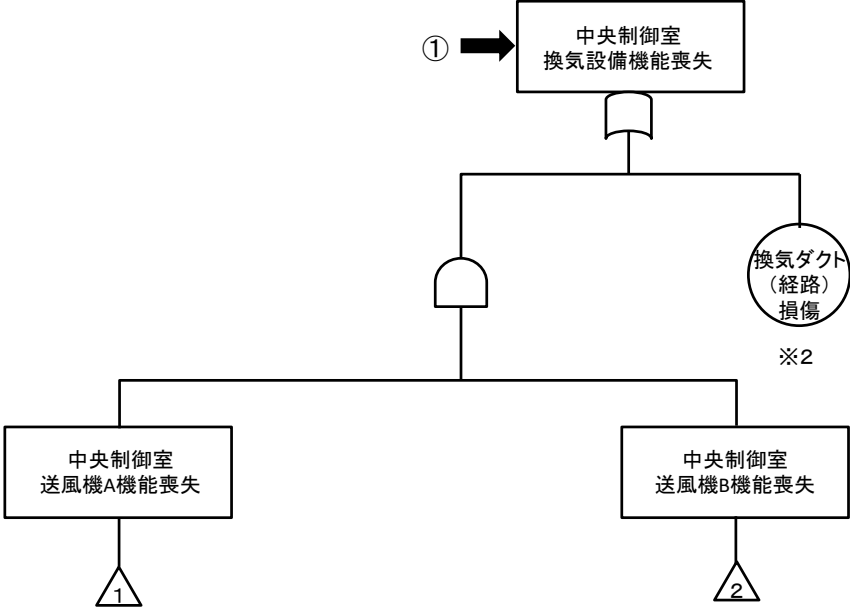 ①
中央制御室
換気設備機能喪失
換気ダクト
（経路）
損傷
※2
中央制御室
送風機A機能喪失
中央制御室
送風機B機能喪失
1
2